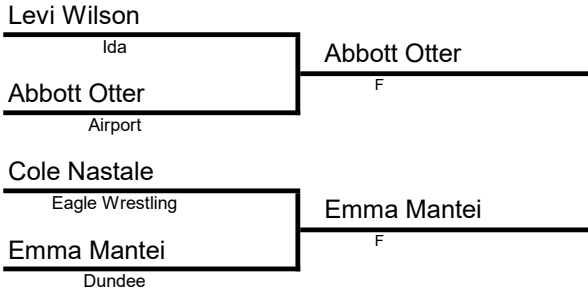 Levi Wilson
Ida
Abbott Otter
F
Abbott Otter
Airport
Cole Nastale
Eagle Wrestling
Emma Mantei
F
Emma Mantei
Dundee